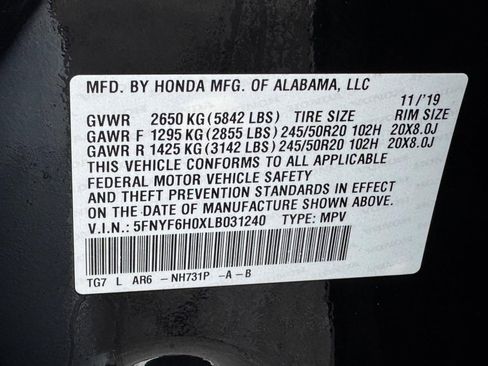 MFD. BY HONDA MFG. OF ALABAMA, LLC
11/'19
GVWR 2650 KG (5842 LBS) TIRE SIZE RIM SIZE
GAWR F 1295 KG (2855 LBS) 245/50R20 102H 20X8.0J
GAWR R 1425 KG (3142 LBS) 245/50R20 102H 20X8.0J
THIS VEHICLE CONFORMS TO ALL APPLICABLE
FEDERAL MOTOR VEHICLE SAFETY
AND THEFT PREVENTION STANDARDS IN EFFECT
ON THE DATE OF MANUFACTURE SHOWN ABOVE.
V.I.N.: 5FNYF6H0XLB031240 TYPE: MPV
TG7 L AR6 - NH731P -A-B